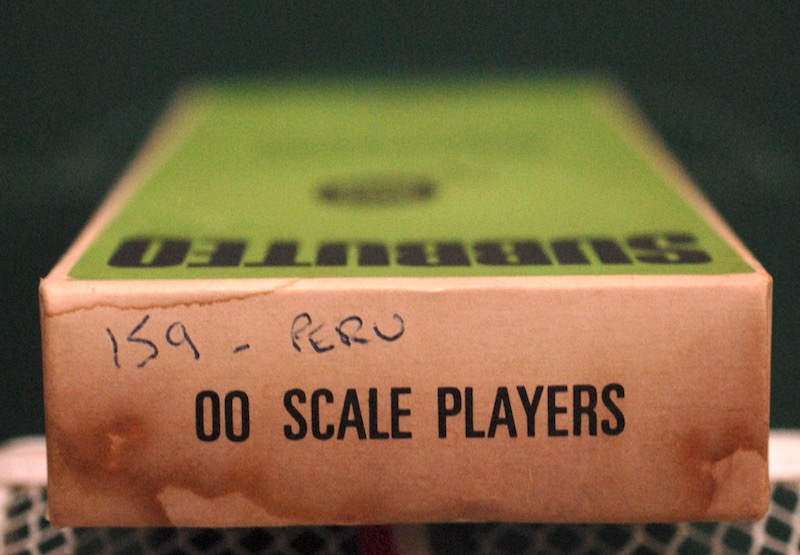 SUBBUTEO
159 - PERU
00 SCALE PLAYERS